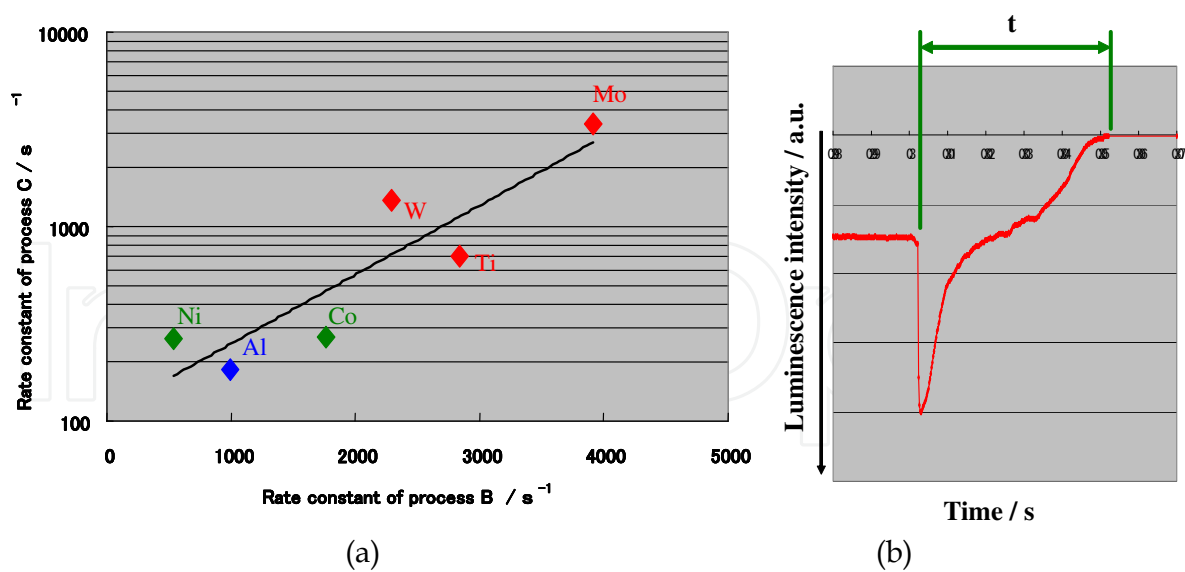 10000
1000
100
Rate constant of process C / s
-1
Mo
W
Ti
Ni
Co
Al
0 1000 2000 3000 4000 5000
Rate constant of process B / s -1
(a)
t
Luminescence intensity / a.u.
Time / s
(b)